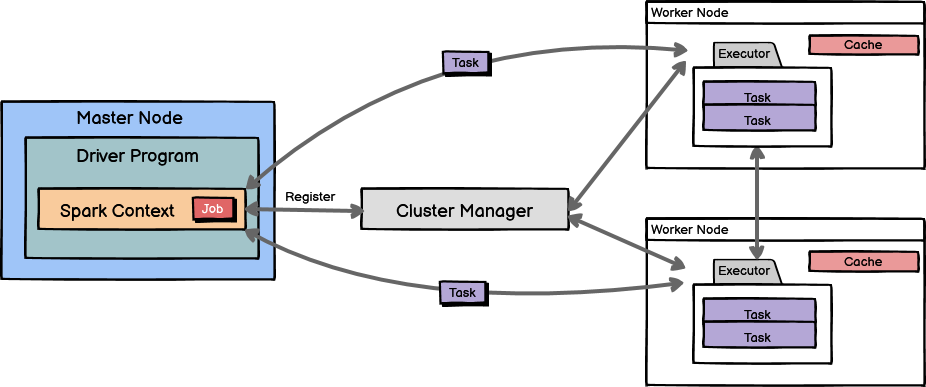 Master Node
Driver Program
Spark Context
Job
Register
Cluster Manager
Task
Task
Worker Node
Cache
Executor
Task
Task
Worker Node
Cache
Executor
Task
Task